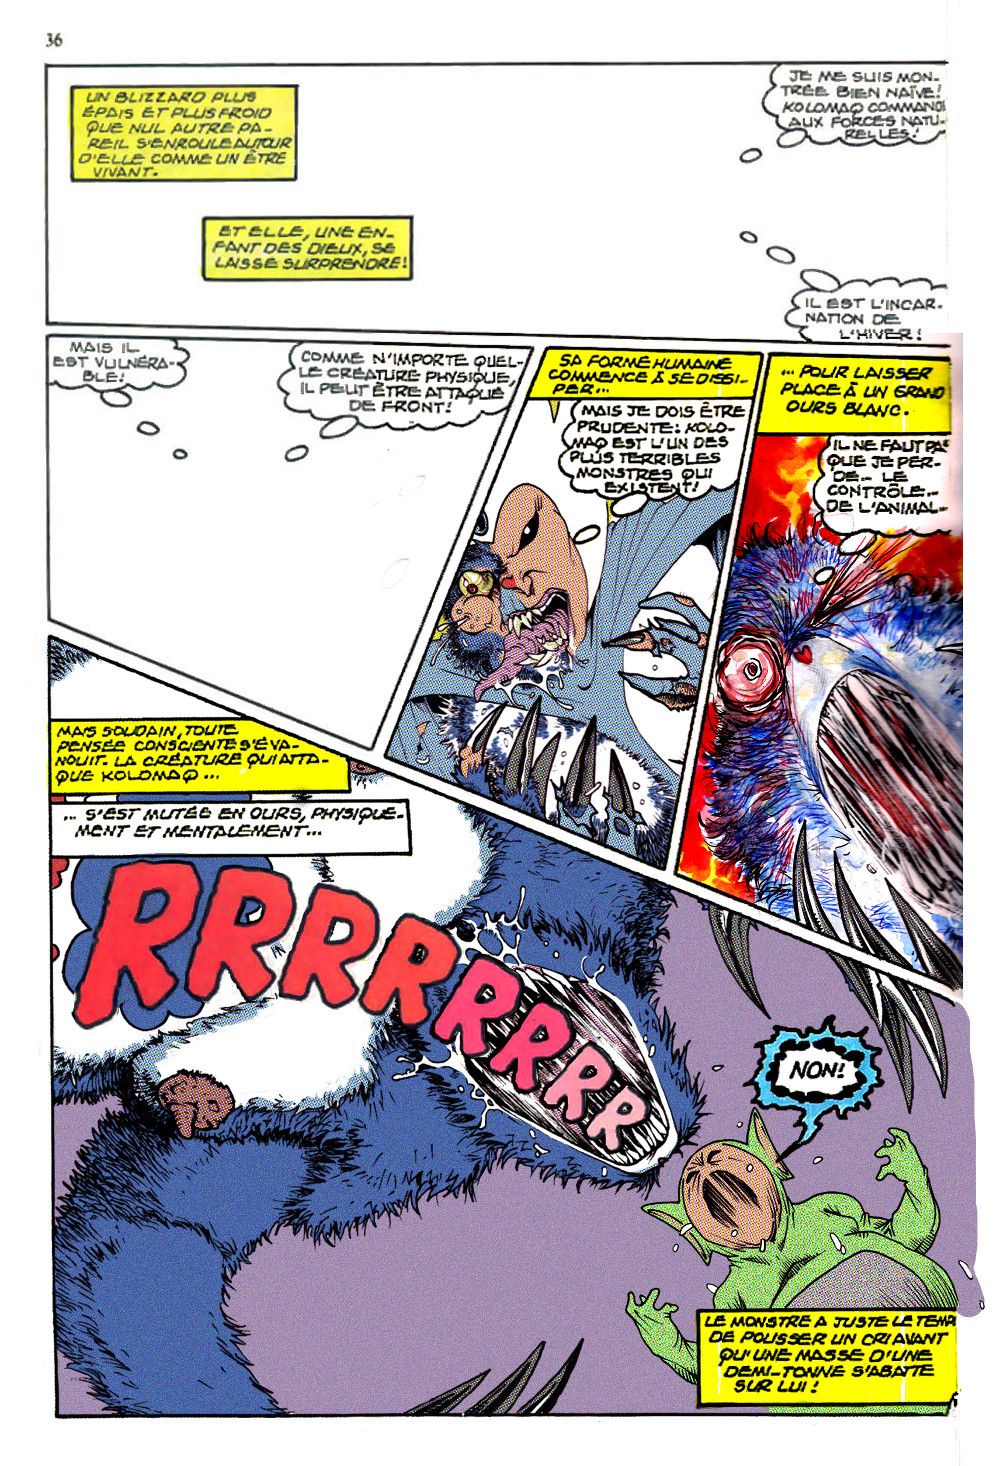 36
UN BLIZZARD PLUS
ÉPAIS ET PLUS FROID
QUE NUL AUTRE PA-
REIL S'ENROULE AUTOUR
D'ELLE COMME UN ÊTRE
VIVANT.
JE ME SUIS MON-
TRÉE BIEN NAÏVE!
KOLOMAQ COMMANDE
AUX FORCES NATU-
RELLES!
ET ELLE, UNE EN-
FANT DES DIEUX, SE
LAISSE SURPRENDRE!
IL EST L'INCAR-
NATION DE
L'HIVER!
MAIS IL
EST VULNÉRA-
BLE!
COMME N'IMPORTE QUEL-
LE CRÉATURE PHYSIQUE,
IL PEUT ÊTRE ATTAQUÉ
DE FRONT!
SA FORME HUMAINE
COMMENCE À SE DISSI-
PER...
MAIS JE DOIS ÊTRE
PRUDENTE: KOLO-
MAQ EST L'UN DES
PLUS TERRIBLES
MONSTRES QUI
EXISTENT!
... POUR LAISSER
PLACE À UN GRAND
OURS BLANC.
IL NE FAUT PAS
QUE JE PER-
DE-- LE
CONTRÔLE--
DE L'ANIMAL--
MAIS SOUDAIN, TOUTE
PENSÉE CONSCIENTE S'ÉVA-
NOUIT. LA CRÉATURE QUI ATTA-
QUE KOLOMAQ ...
... S'EST MUTÉE EN OURS, PHYSIQUE-
MENT ET MENTALEMENT...
RRRRRRRR
NON!
LE MONSTRE A JUSTE LE TEMPS
DE POUSSER UN CRI AVANT
QU'UNE MASSE D'UNE
DEMI-TONNE S'ABATTE
SUR LUI!